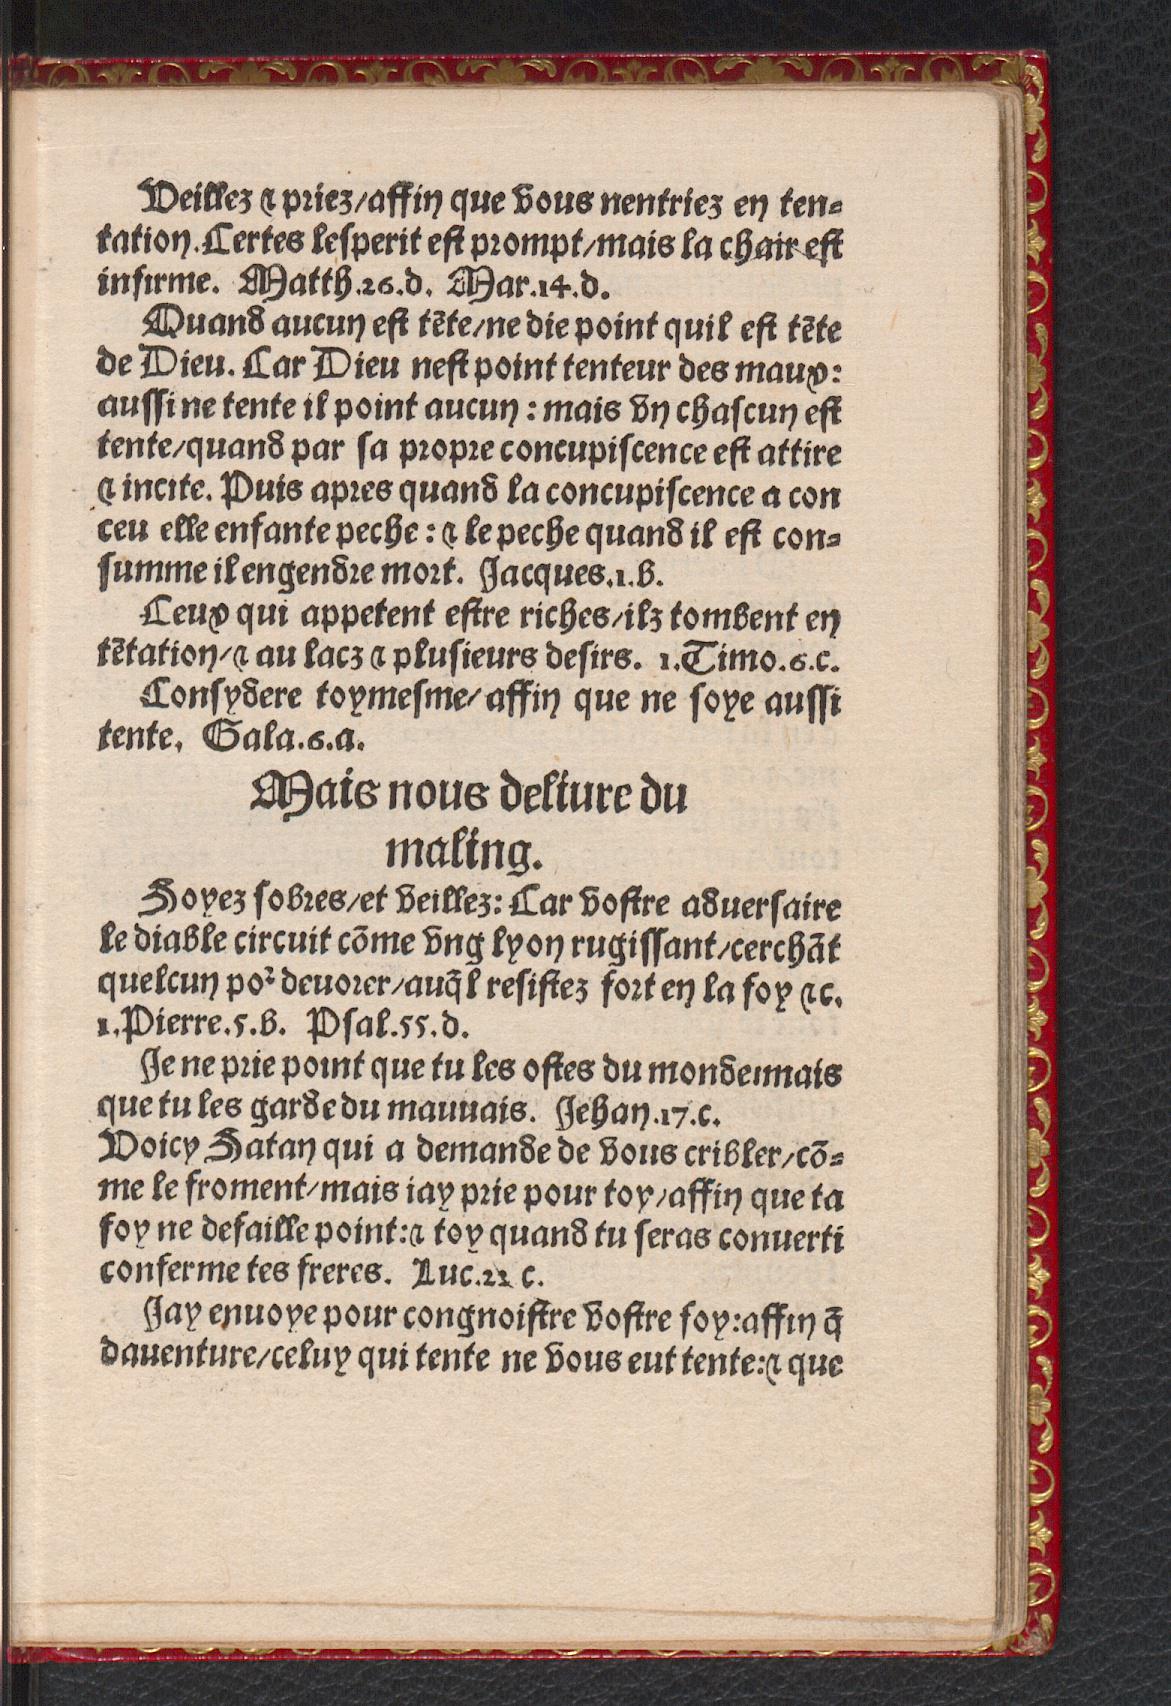 Veillez & priez/affin que vous nentriez en ten=
tation. Certes lesperit est prompt/mais la chair est
infirme. Matth.26.d. Mar.14.d.
Quand aucun est tēte/ne die point quil est tēte
de Dieu. Car Dieu nest point tenteur des maux:
aussi ne tente il point aucun : mais vn chascun est
tente/quand par sa propre concupiscence est attire
& incite. Puis apres quand la concupiscence a con
ceu elle enfante peche : & le peche quand il est con=
summe il engendre mort. Jacques.1.b.
Ceux qui appetent estre riches/ilz tombent en
tētation/& au lacz & plusieurs desirs. 1.Timo.6.c.
Consydere toymesme/affin que ne soye aussi
tente. Gala.6.a.
Mais nous deliure du
maling.
Soyez sobres/et veillez: Car vostre aduersaire
le diable circuit cōme vng lyon rugissant/cerchāt
quelcun poꝛ deuorer/auq̄l resistez fort en la foy &c.
1.Pierre.5.b. Psal.55.d.
Je ne prie point que tu les ostes du monde:mais
que tu les garde du mauuais. Jehan.17.c.
Voicy Satan qui a demande de vous cribler/cō=
me le froment/mais iay prie pour toy/affin que ta
foy ne defaille point:& toy quand tu seras conuerti
conferme tes freres. Luc.22 c.
Jay enuoye pour congnoistre vostre foy:affin q̄
dauenture/celuy qui tente ne vous eut tente:& que